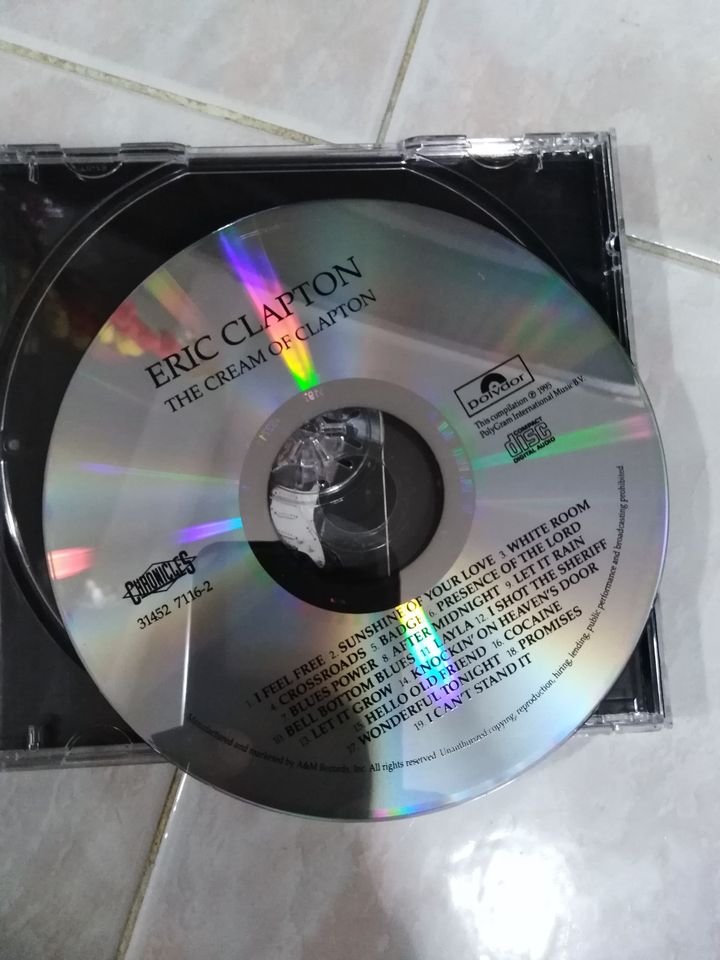 ERIC CLAPTON
THE CREAM OF CLAPTON
Polydor
This compilation ℗ 1995
PolyGram International Music B.V.
COMPACT
disc
DIGITAL AUDIO
CHRONICLES
31452 7116-2
1. I FEEL FREE 2. SUNSHINE OF YOUR LOVE 3. WHITE ROOM
4. CROSSROADS 5. BADGE 6. PRESENCE OF THE LORD
7. BLUES POWER 8. AFTER MIDNIGHT 9. LET IT RAIN
10. BELL BOTTOM BLUES 11. LAYLA 12. I SHOT THE SHERIFF
13. LET IT GROW 14. KNOCKIN' ON HEAVEN'S DOOR
15. HELLO OLD FRIEND 16. COCAINE
17. WONDERFUL TONIGHT 18. PROMISES
19. I CAN'T STAND IT
Manufactured and marketed by A&M Records, Inc. All rights reserved. Unauthorized copying, reproduction, hiring, lending, public performance and broadcasting prohibited